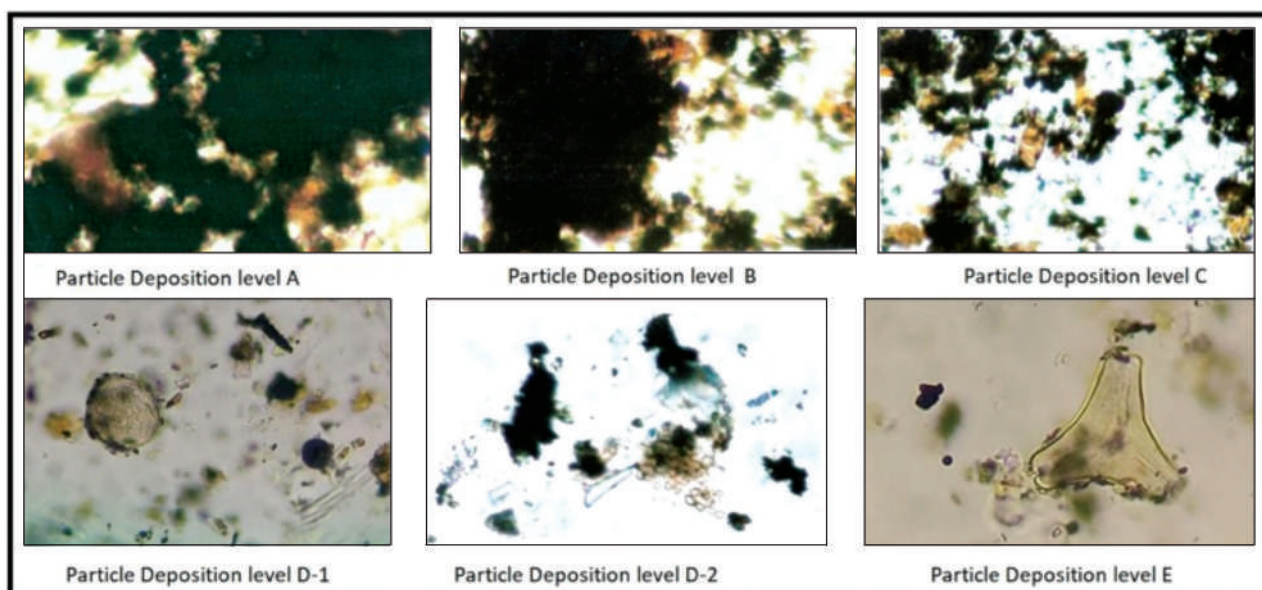 Particle Deposition level A
Particle Deposition level B
Particle Deposition level C
Particle Deposition level D-1
Particle Deposition level D-2
Particle Deposition level E